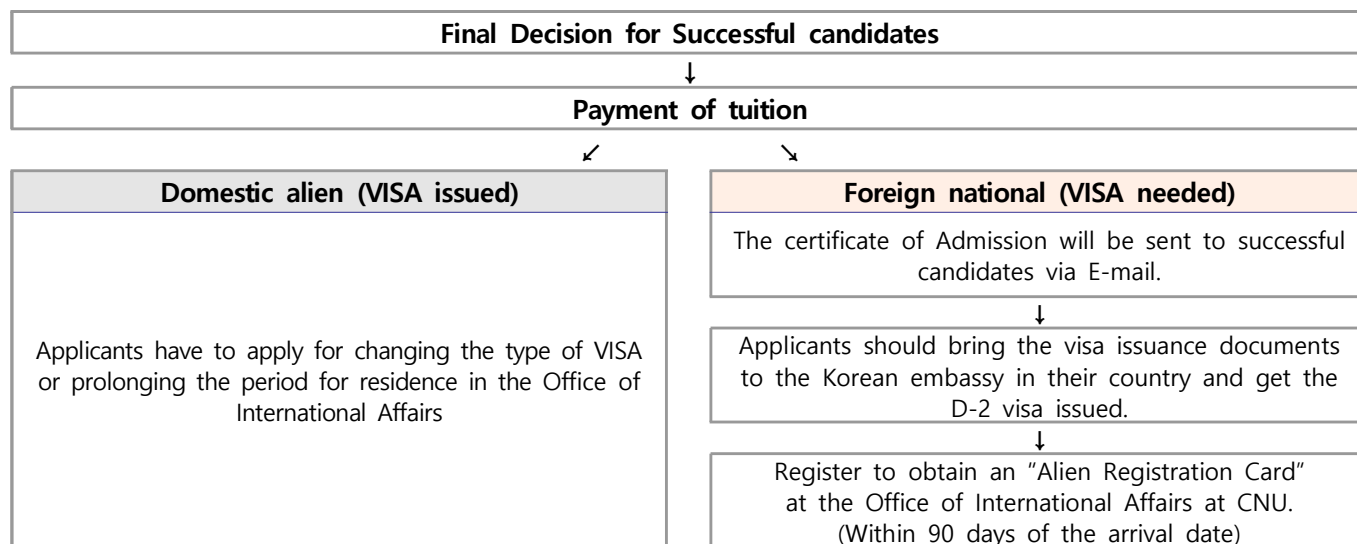 Final Decision for Successful candidates
↓
Payment of tuition
↙ ↘
Domestic alien (VISA issued)
Applicants have to apply for changing the type of VISA
or prolonging the period for residence in the Office of
International Affairs
Foreign national (VISA needed)
The certificate of Admission will be sent to successful
candidates via E-mail.
↓
Applicants should bring the visa issuance documents
to the Korean embassy in their country and get the
D-2 visa issued.
↓
Register to obtain an “Alien Registration Card”
at the Office of International Affairs at CNU.
(Within 90 days of the arrival date)